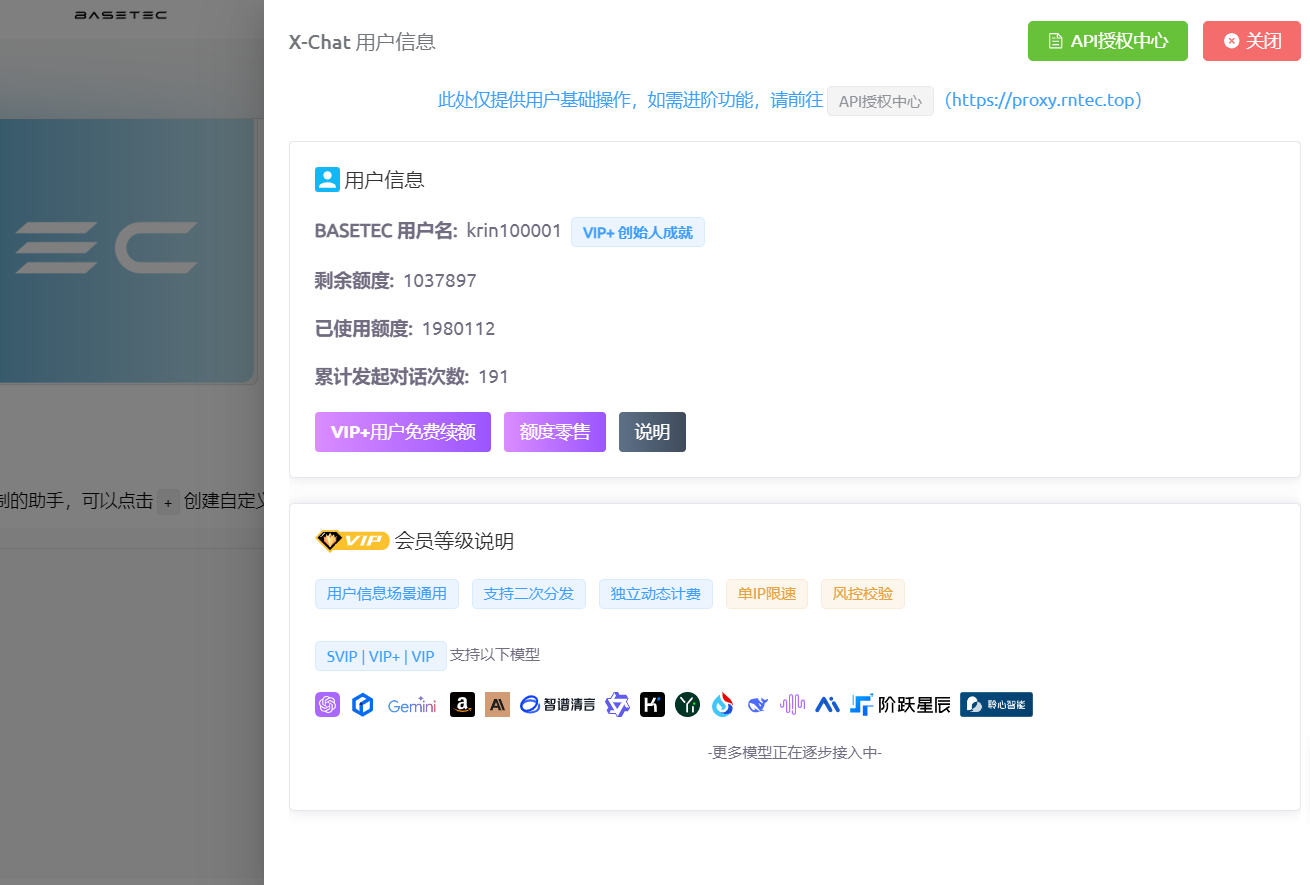 BASETEC
X-Chat 用户信息
API授权中心
关闭
此处仅提供用户基础操作，如需进阶功能，请前往 API授权中心 （https://proxy.rntec.top）
用户信息
BASETEC 用户名: krin100001 VIP+ 创始人成就
剩余额度: 1037897
已使用额度: 1980112
累计发起对话次数: 191
VIP+用户免费续额 额度零售 说明
EC
制的助手，可以点击 + 创建自定义
VIP 会员等级说明
用户信息场景通用 支持二次分发 独立动态计费 单IP限速 风控校验
SVIP | VIP+ | VIP 支持以下模型
Gemini a AI 智谱清言 K Yi 阶跃星辰 聆心智能
-更多模型正在逐步接入中-